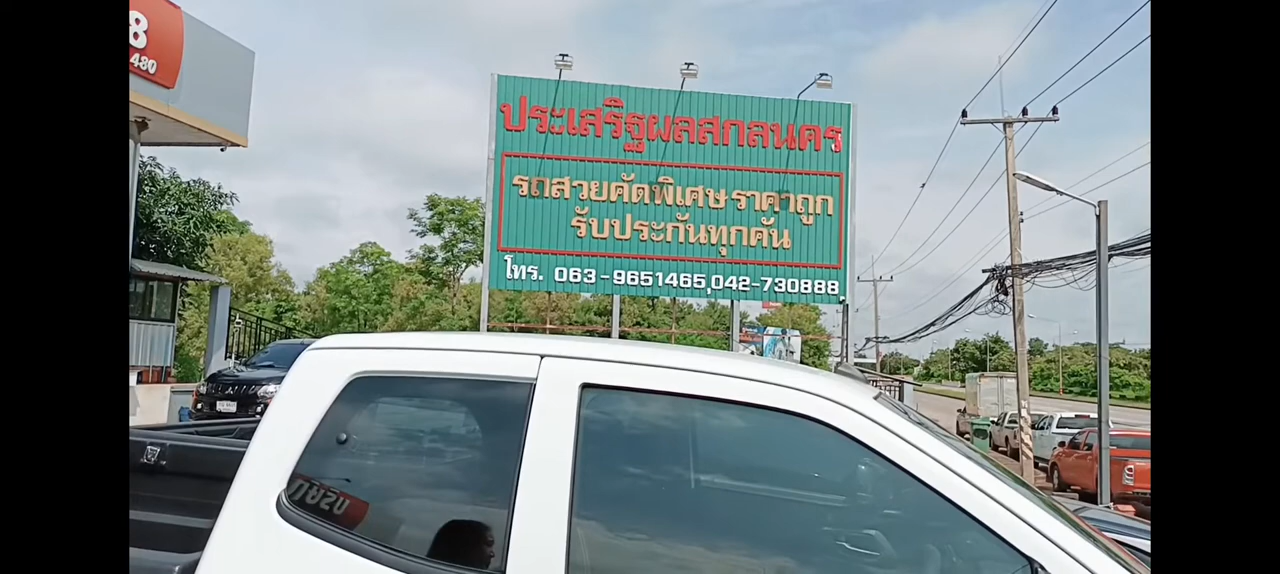 8
480
ประเสริฐผลสกลนคร
รถสวยคัดพิเศษราคาถูก
รับประกันทุกคัน
โทร. 063-9651465,042-730888